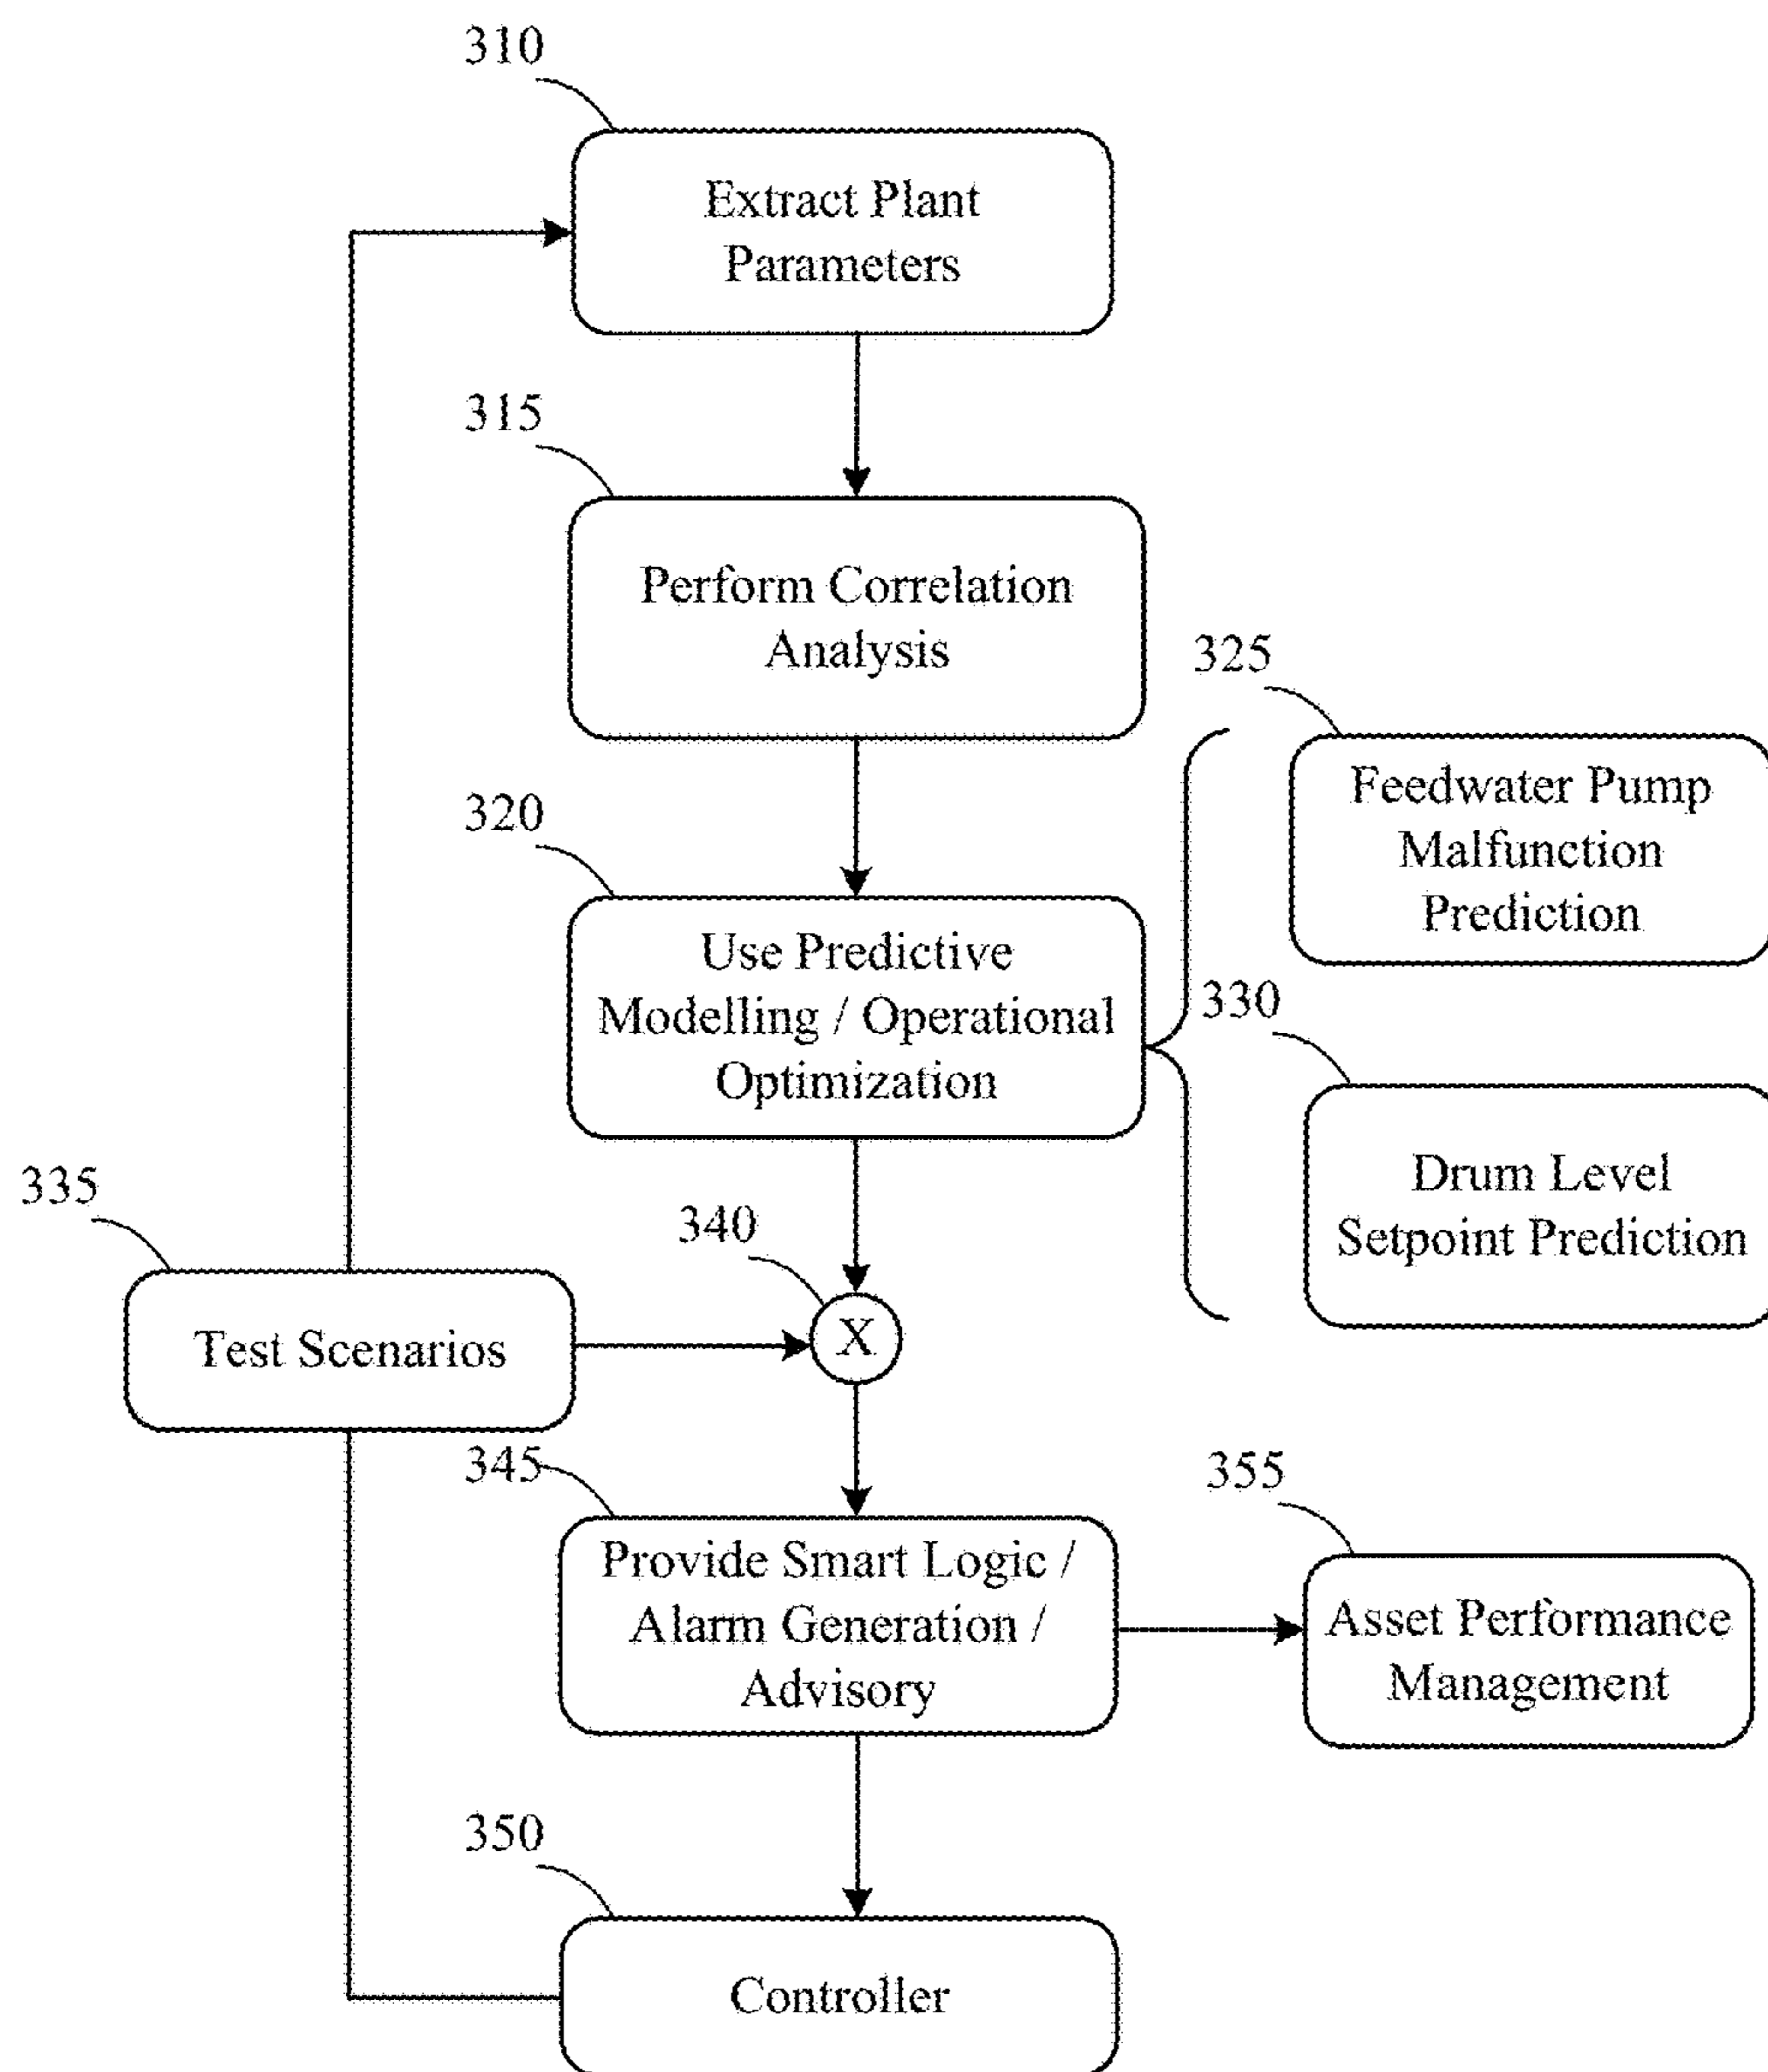 310
Extract Plant
Parameters
315
Perform Correlation
Analysis
325
Feedwater Pump
Malfunction
Prediction
320
Use Predictive
Modelling / Operational
Optimization
330
Drum Level
Setpoint Prediction
335
Test Scenarios
340
X
345
Provide Smart Logic /
Alarm Generation /
Advisory
355
Asset Performance
Management
350
Controller